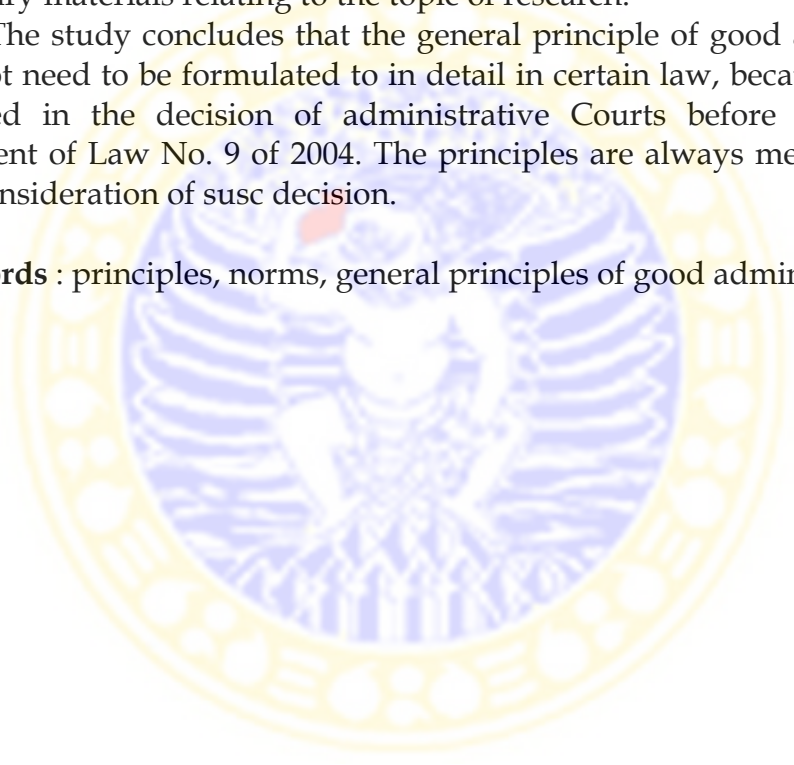 ry materials relating to the topic of research.
The study concludes that the general principle of good a
ot need to be formulated to in detail in certain law, beca
ed in the decision of administrative Courts before
ent of Law No. 9 of 2004. The principles are always me
nsideration of susc decision.
rds : principles, norms, general principles of good admin